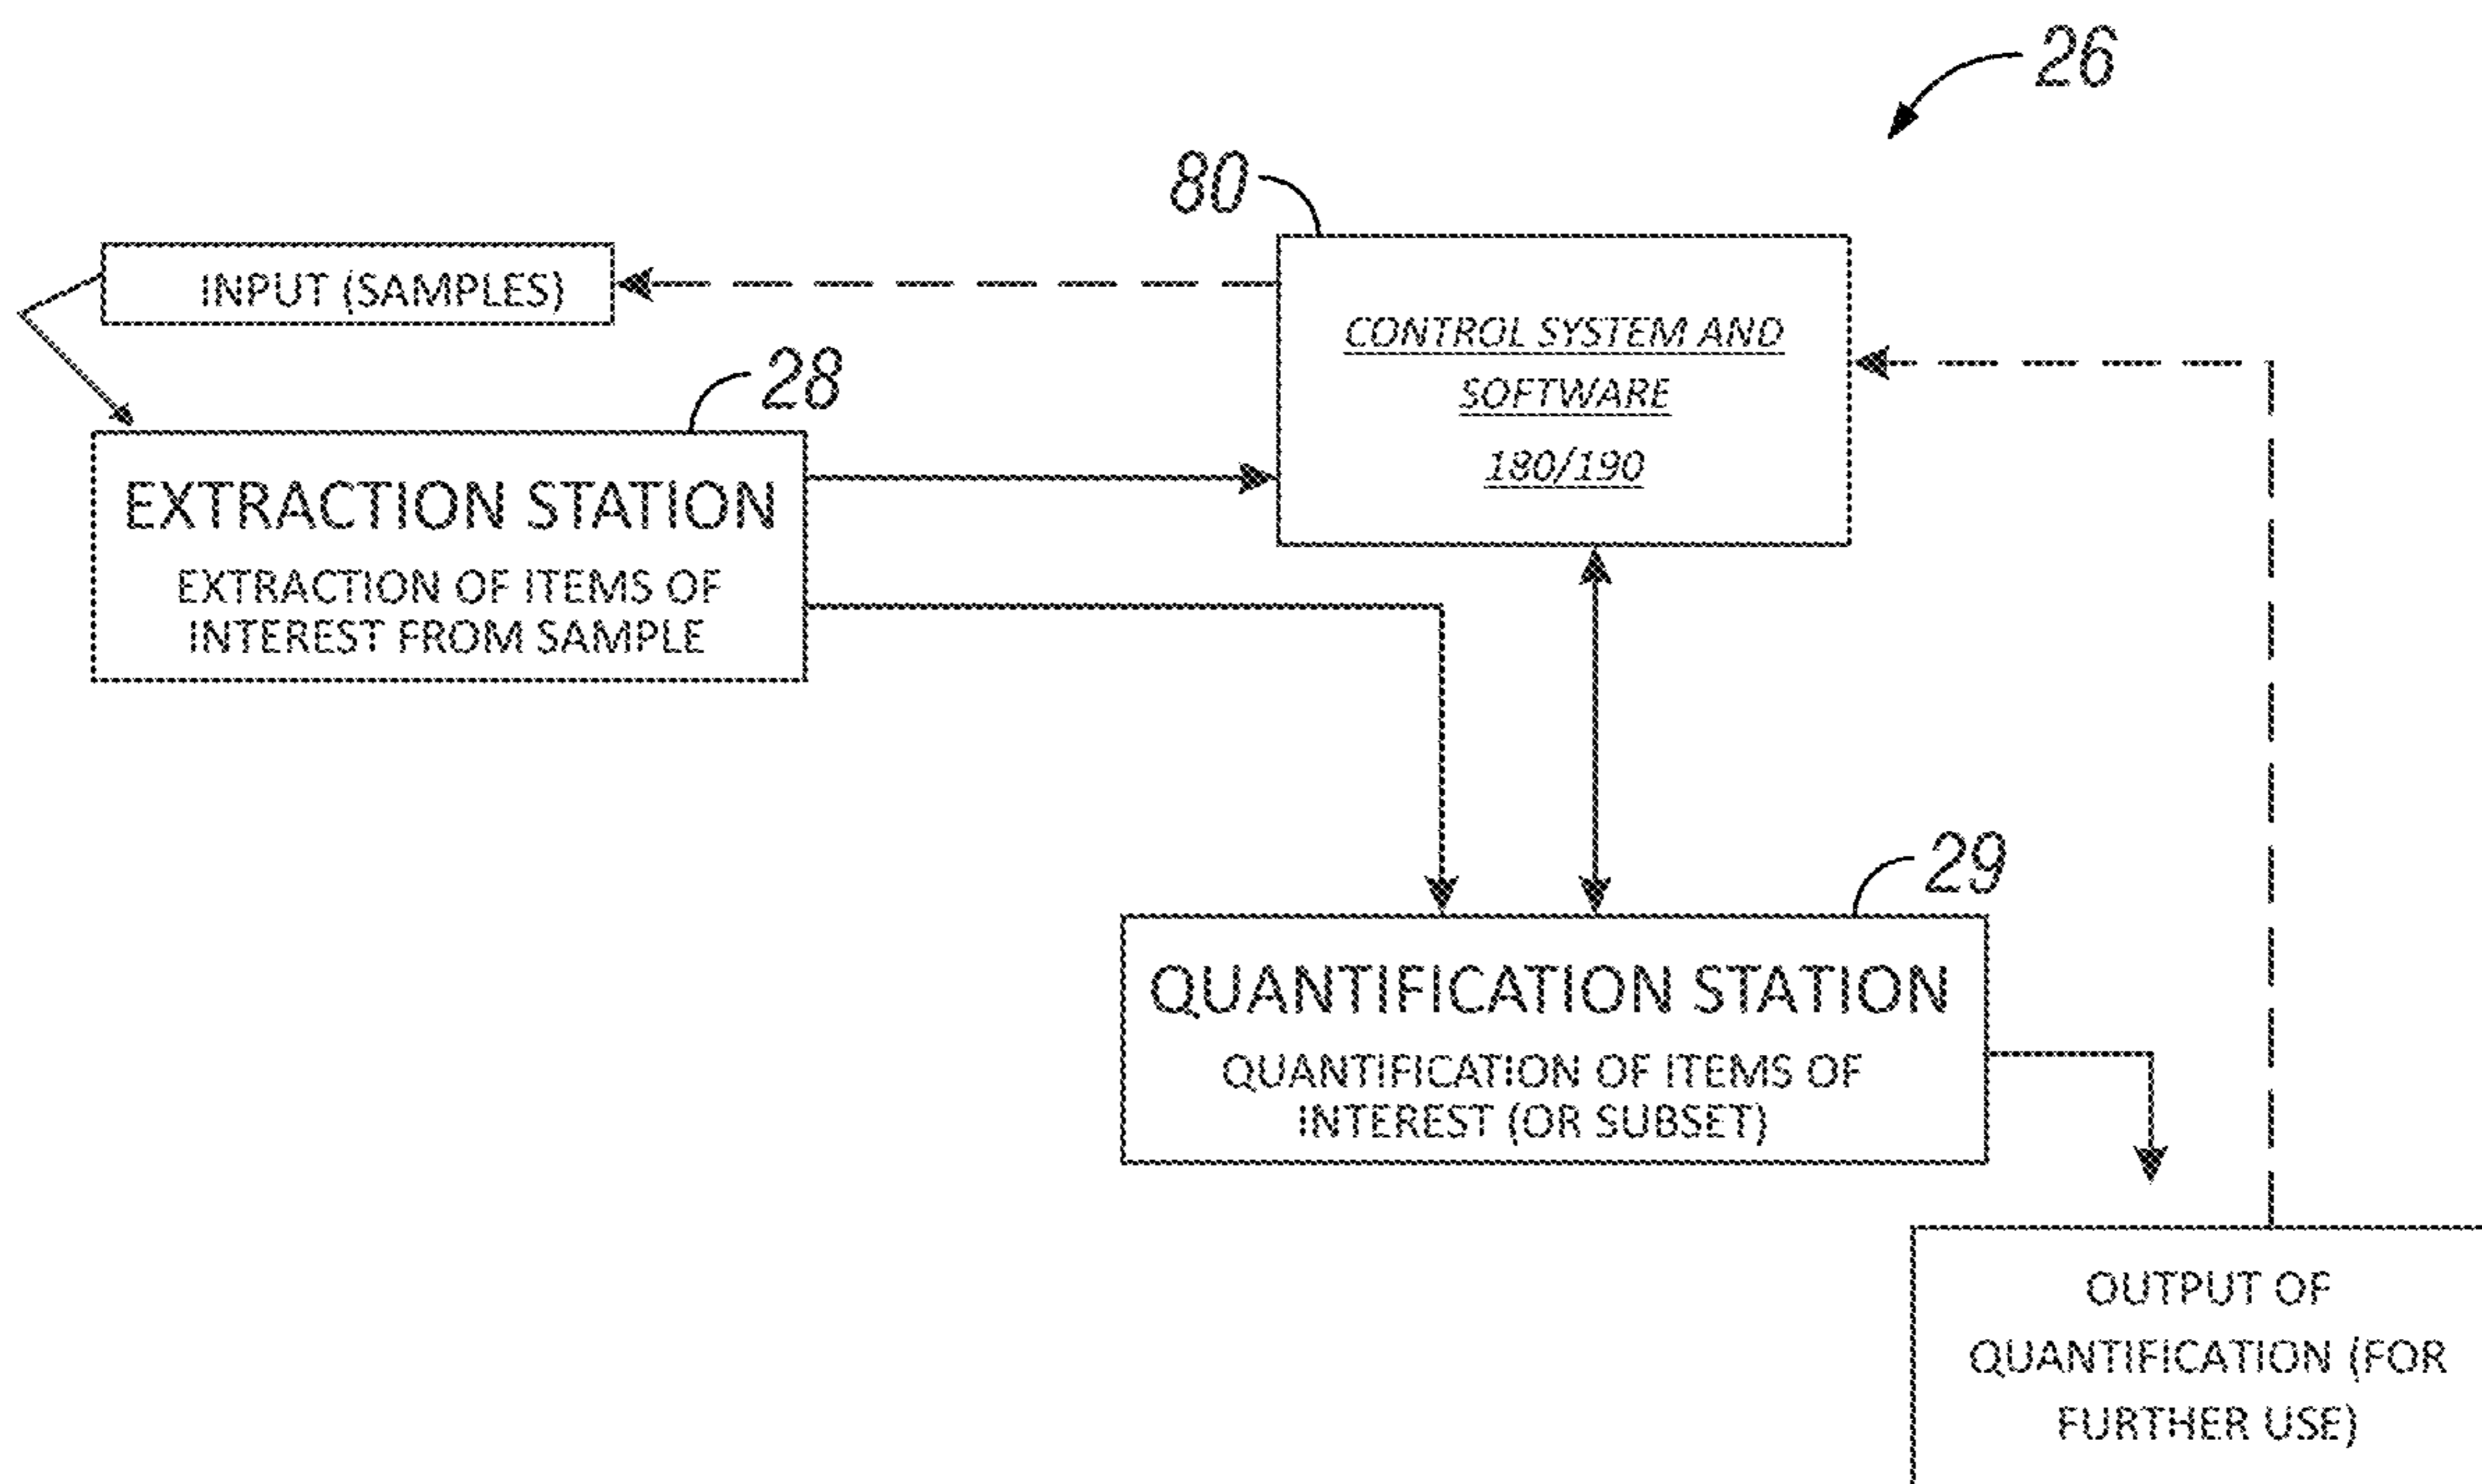 26
80
INPUT (SAMPLES)
CONTROL SYSTEM AND
SOFTWARE
180/190
28
EXTRACTION STATION
EXTRACTION OF ITEMS OF
INTEREST FROM SAMPLE
29
QUANTIFICATION STATION
QUANTIFICATION OF ITEMS OF
INTEREST (OR SUBSET)
OUTPUT OF
QUANTIFICATION (FOR
FURTHER USE)